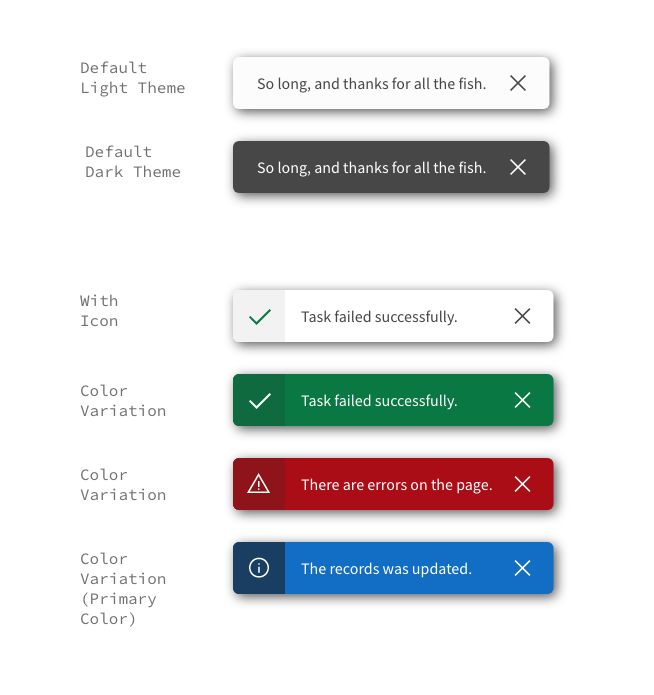 Default
Light Theme
So long, and thanks for all the fish.
Default
Dark Theme
So long, and thanks for all the fish.
With
Icon
Task failed successfully.
Color
Variation
Task failed successfully.
Color
Variation
There are errors on the page.
Color
Variation
(Primary
Color)
The records was updated.